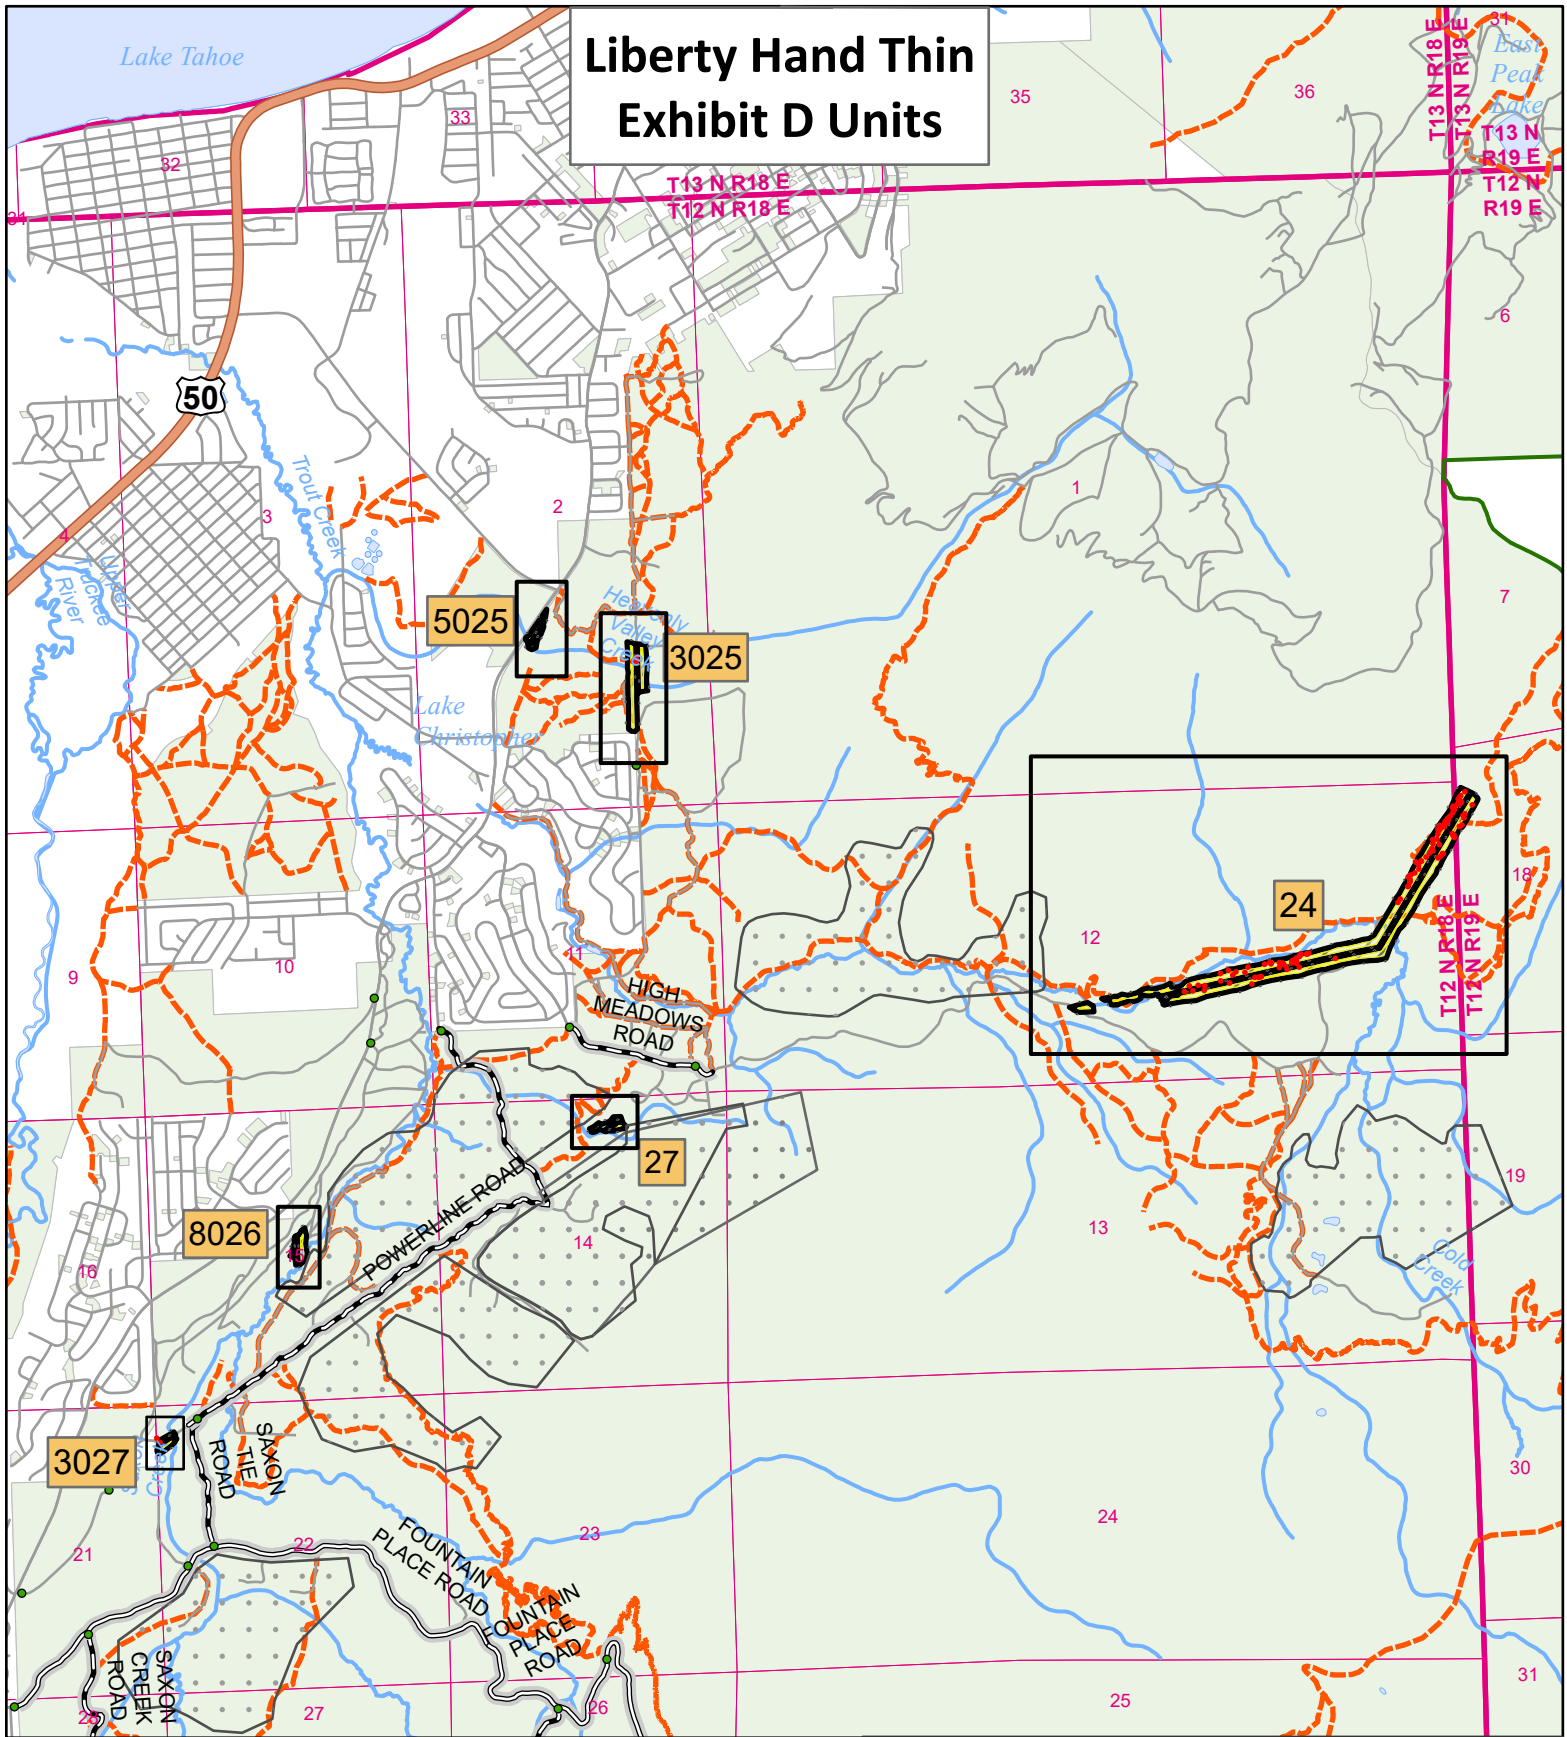 Liberty Hand Thin
Exhibit D Units
Lake Tahoe
East
Peak
Lake
31
35
36
33
32
31
T13 N R18 E
T12 N R18 E
T13 N R18 E
T13 N R19 E
T13 N
R19 E
T12 N
R19 E
6
50
Trout Creek
2
1
3
4
Upper
Truckee
River
7
5025
Heavenly
Valley
Creek
3025
Lake
Christopher
24
18
T12 N R18 E
T12 N R19 E
12
9
10
11
HIGH
MEADOWS
ROAD
27
POWERLINE ROAD
8026
15
16
14
13
19
Cold
Creek
3027
Creek
SAXON
TIE
ROAD
30
21
22
23
24
FOUNTAIN
PLACE ROAD
FOUNTAIN
PLACE
ROAD
SAXON
CREEK
ROAD
28
27
26
25
31